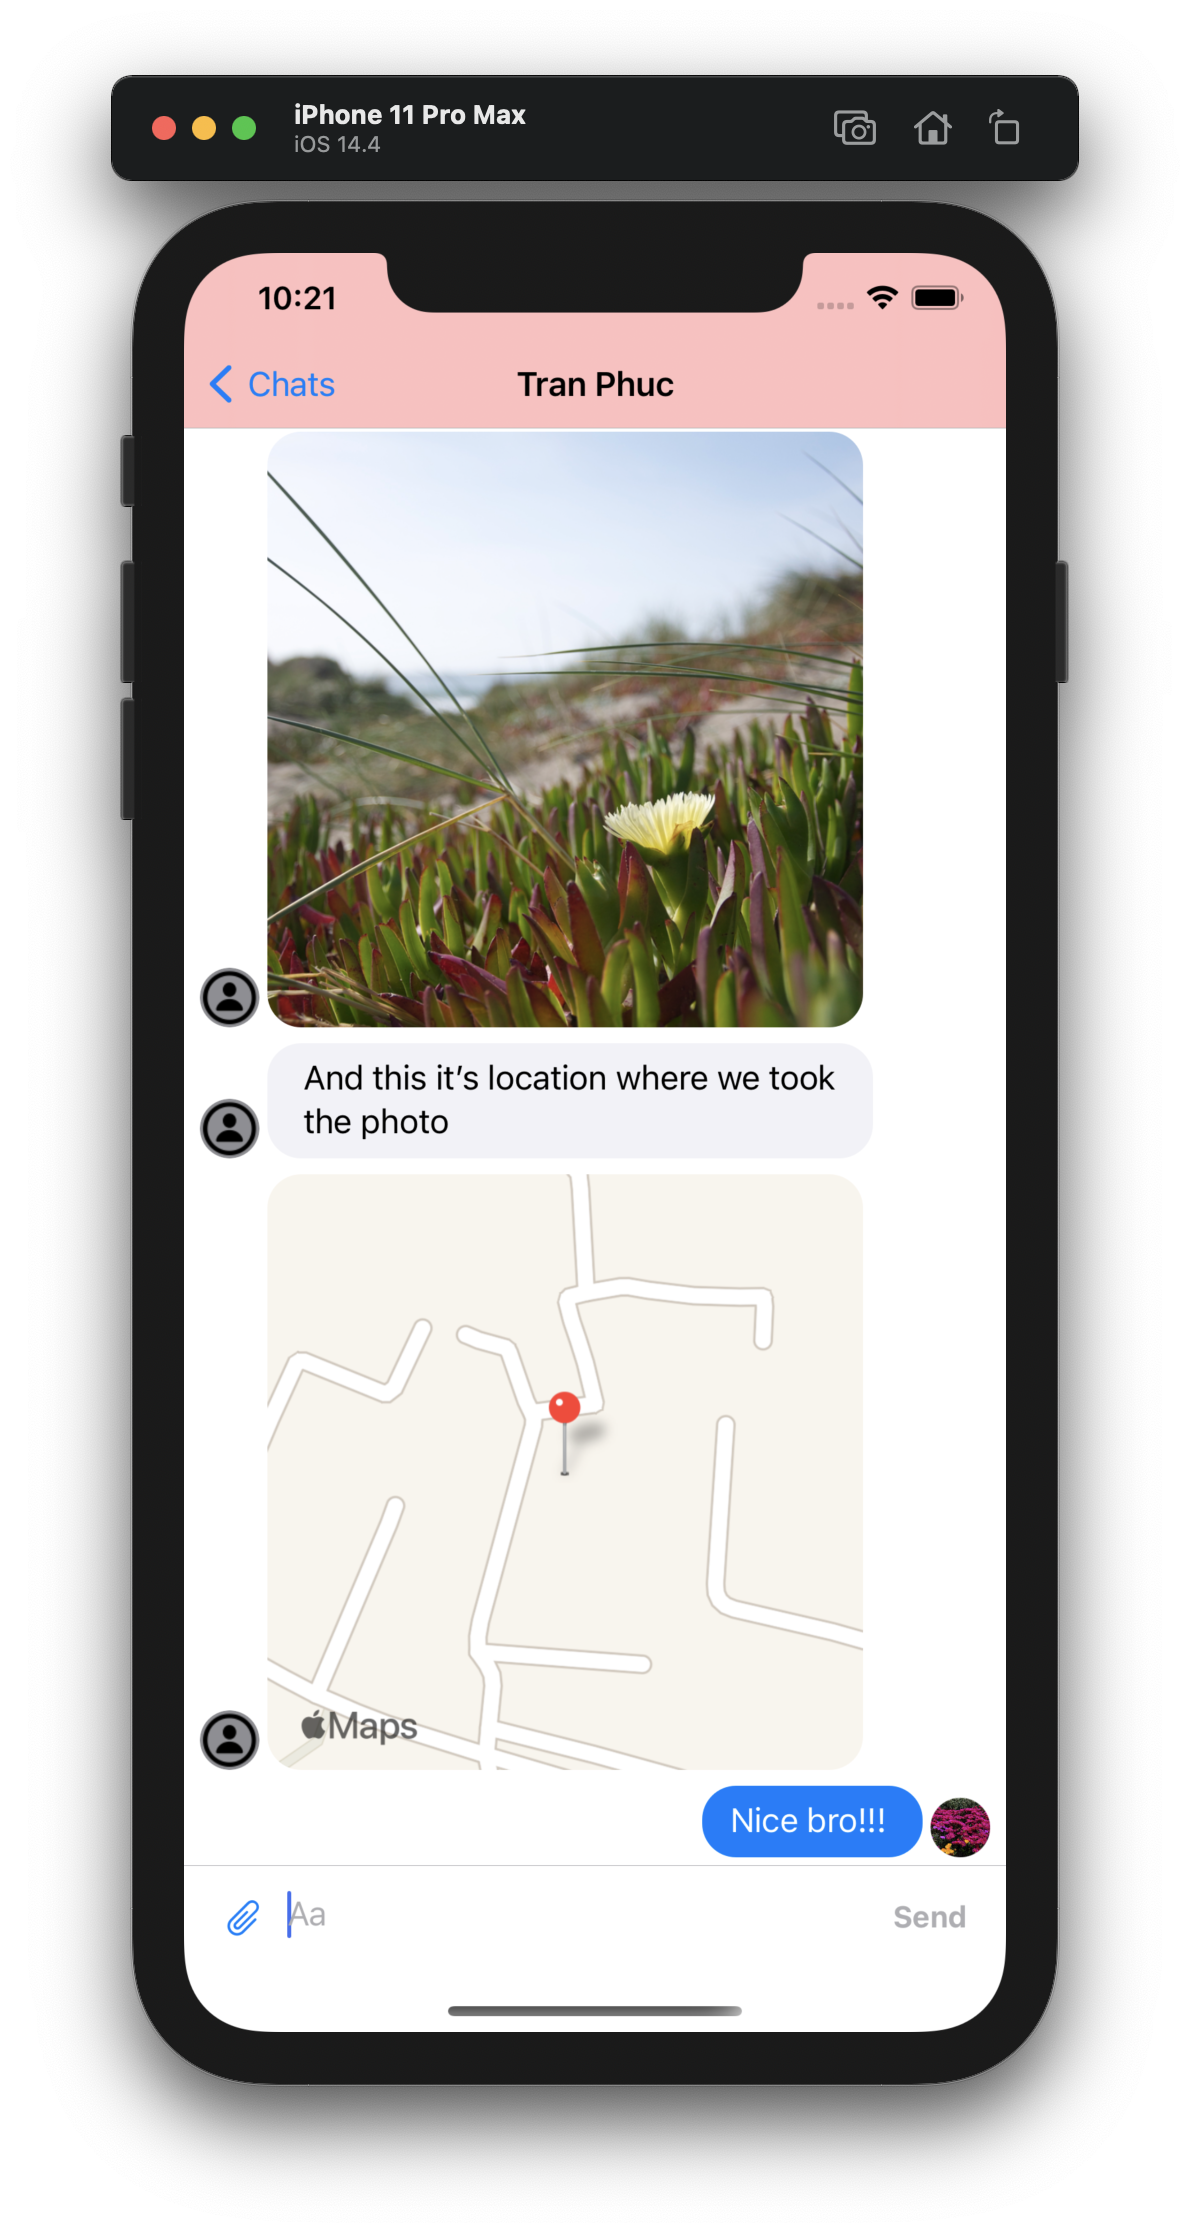 iPhone 11 Pro Max
iOS 14.4
10:21
Chats
Tran Phuc
And this it’s location where we took
the photo
Maps
Nice bro!!!
Aa
Send